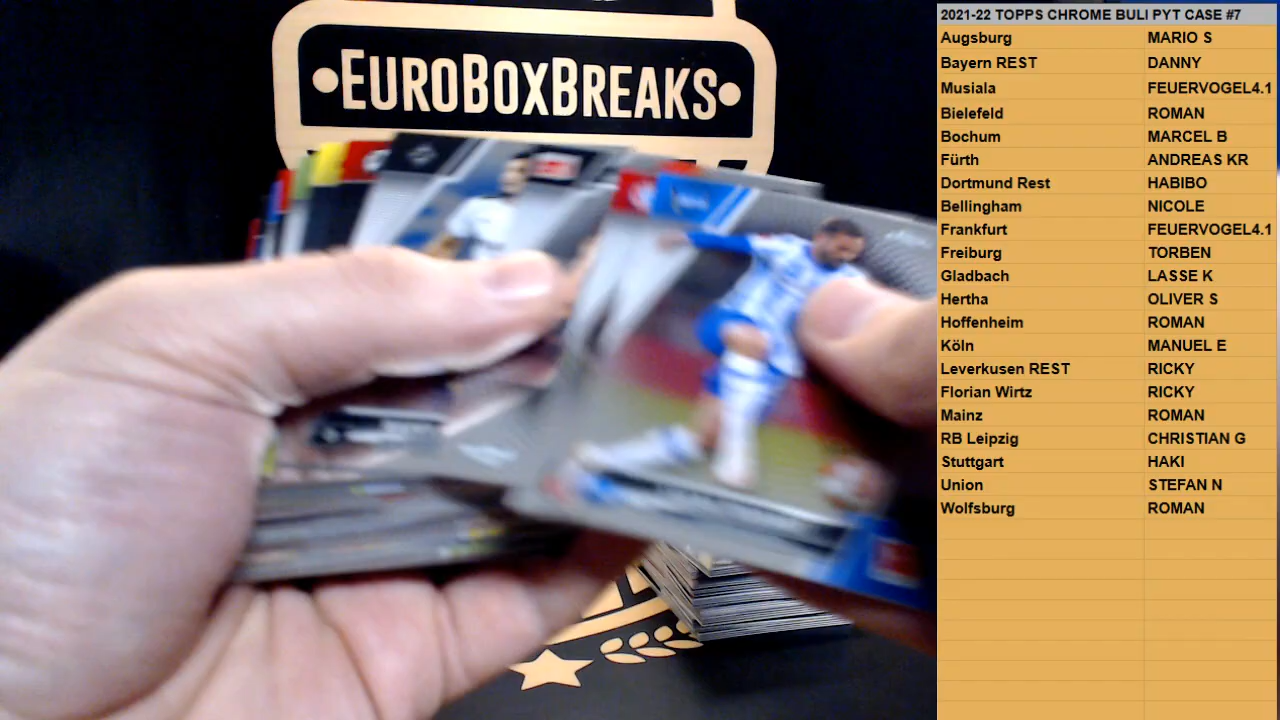 EUROBOXBREAKS
2021-22 TOPPS CHROME BULI PYT CASE #7
Augsburg MARIO S
Bayern REST DANNY
Musiala FEUERVOGEL4.1
Bielefeld ROMAN
Bochum MARCEL B
Fürth ANDREAS KR
Dortmund Rest HABIBO
Bellingham NICOLE
Frankfurt FEUERVOGEL4.1
Freiburg TORBEN
Gladbach LASSE K
Hertha OLIVER S
Hoffenheim ROMAN
Köln MANUEL E
Leverkusen REST RICKY
Florian Wirtz RICKY
Mainz ROMAN
RB Leipzig CHRISTIAN G
Stuttgart HAKI
Union STEFAN N
Wolfsburg ROMAN